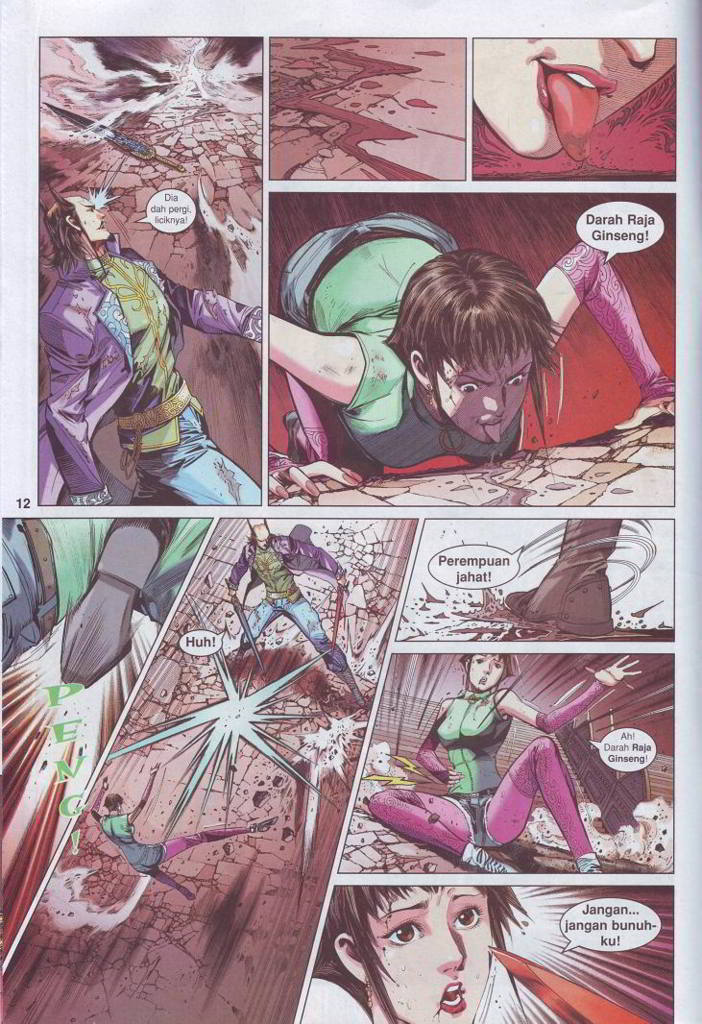 Dia
dah pergi,
liciknya!
Darah Raja
Ginseng!
12
PENG!
Huh!
Perempuan
jahat!
Ah!
Darah Raja
Ginseng!
Jangan...
jangan bunuh-
ku!